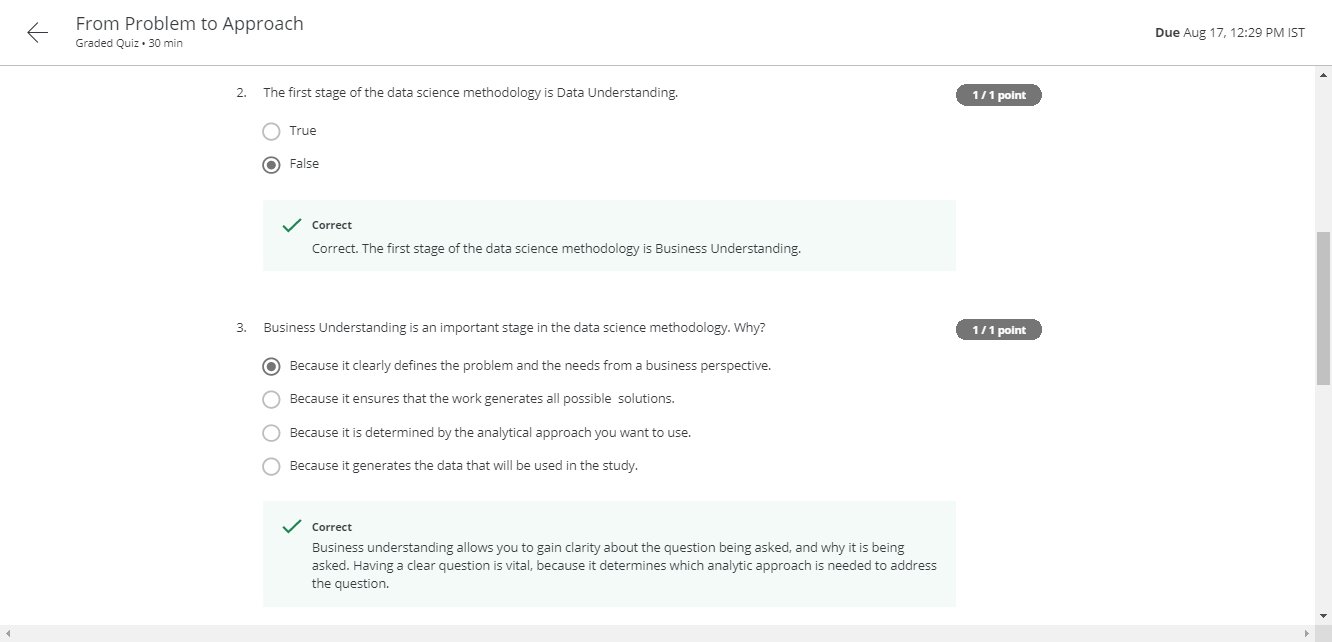 From Problem to Approach
Graded Quiz • 30 min
Due Aug 17, 12:29 PM IST
2. The first stage of the data science methodology is Data Understanding.
1 / 1 point
True
False
Correct
Correct. The first stage of the data science methodology is Business Understanding.
3. Business Understanding is an important stage in the data science methodology. Why?
1 / 1 point
Because it clearly defines the problem and the needs from a business perspective.
Because it ensures that the work generates all possible  solutions.
Because it is determined by the analytical approach you want to use.
Because it generates the data that will be used in the study.
Correct
Business understanding allows you to gain clarity about the question being asked, and why it is being
asked. Having a clear question is vital, because it determines which analytic approach is needed to address
the question.